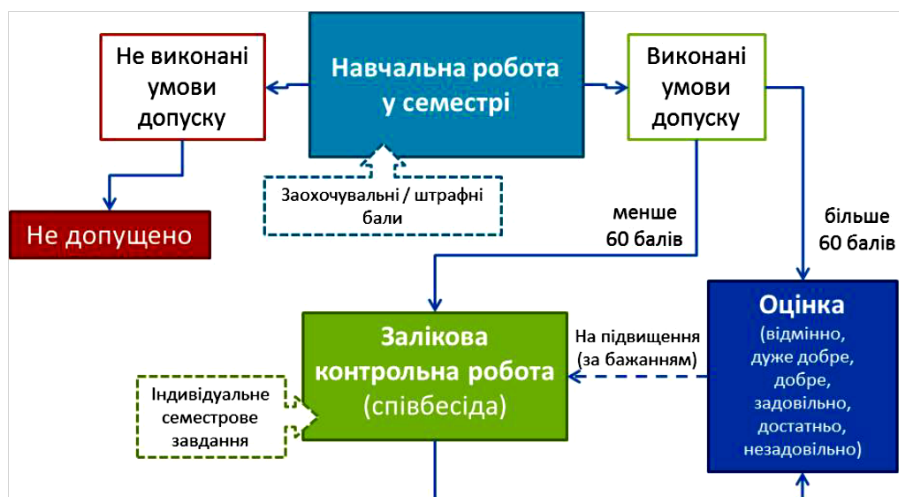 Не виконані
умови
допуску
Навчальна робота
у семестрі
Виконані
умови
допуску
Заохочувальні / штрафні
бали
Не допущено
менше
60 балів
більше
60 балів
Залікова
контрольна робота
(співбесіда)
На підвищення
(за бажанням)
Оцінка
(відмінно,
дуже добре,
добре,
задовільно,
достатньо,
незадовільно)
Індивідуальне
семестрове
завдання